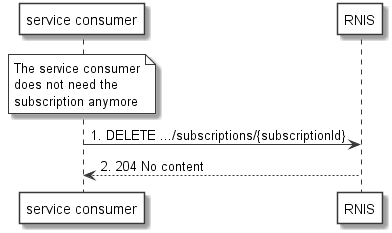 service consumer
RNIS
The service consumer
does not need the
subscription anymore
1. DELETE .../subscriptions/{subscriptionId}
2. 204 No content
service consumer
RNIS